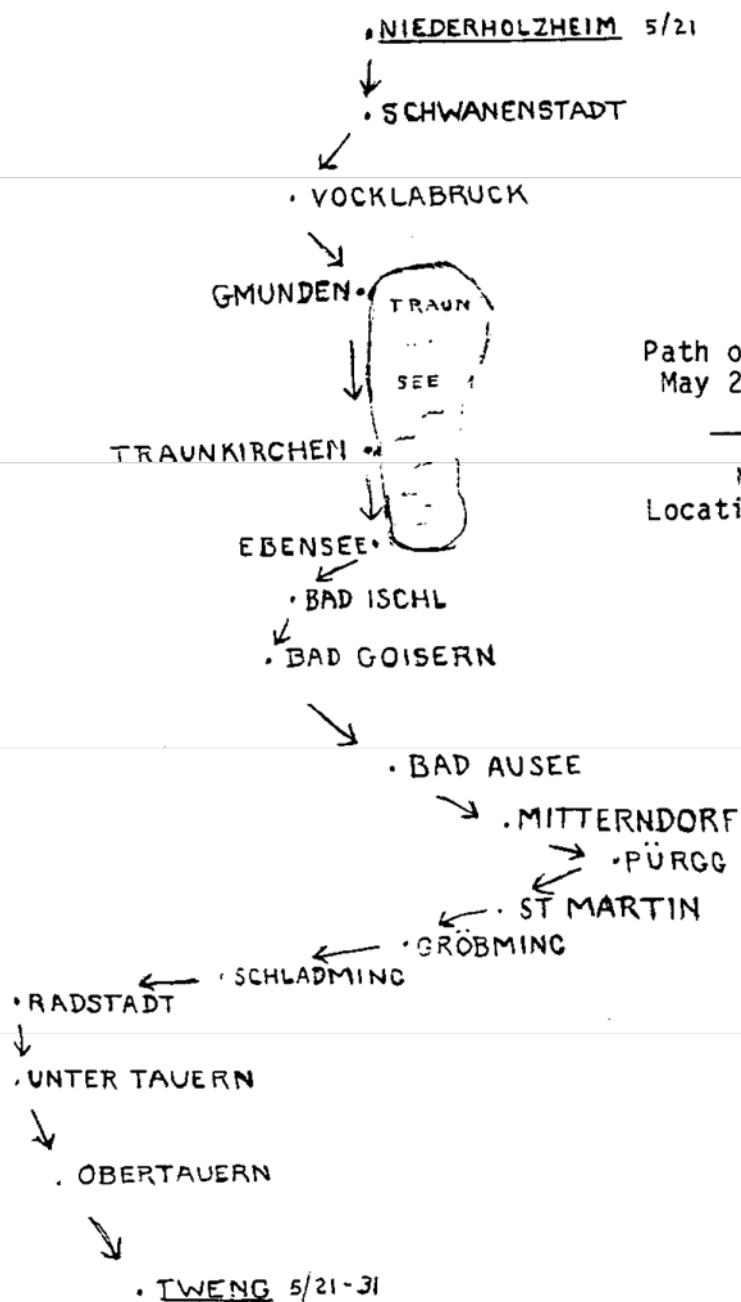 NIEDERHOLZHEIM 5/21
SCHWANENSTADT
VOCKLABRUCK
GMUNDEN
TRAUN
SEE
Path o
May 2
TRAUNKIRCHEN
Locati
EBENSEE
BAD ISCHL
BAD GOISERN
BAD AUSEE
MITTERNDORF
PÜRGG
ST MARTIN
GRÖBMING
SCHLADMING
RADSTADT
UNTER TAUERN
OBERTAUERN
TWENG 5/21-31